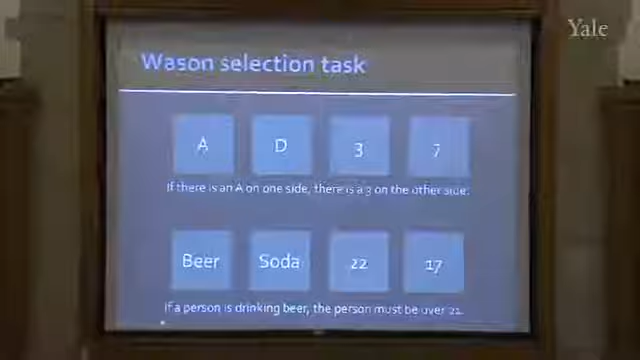 Yale
Wason selection task
A D 3 7
If there is an A on one side, there is a 3 on the other side.
Beer Soda 22 17
If a person is drinking beer, the person must be over 21.